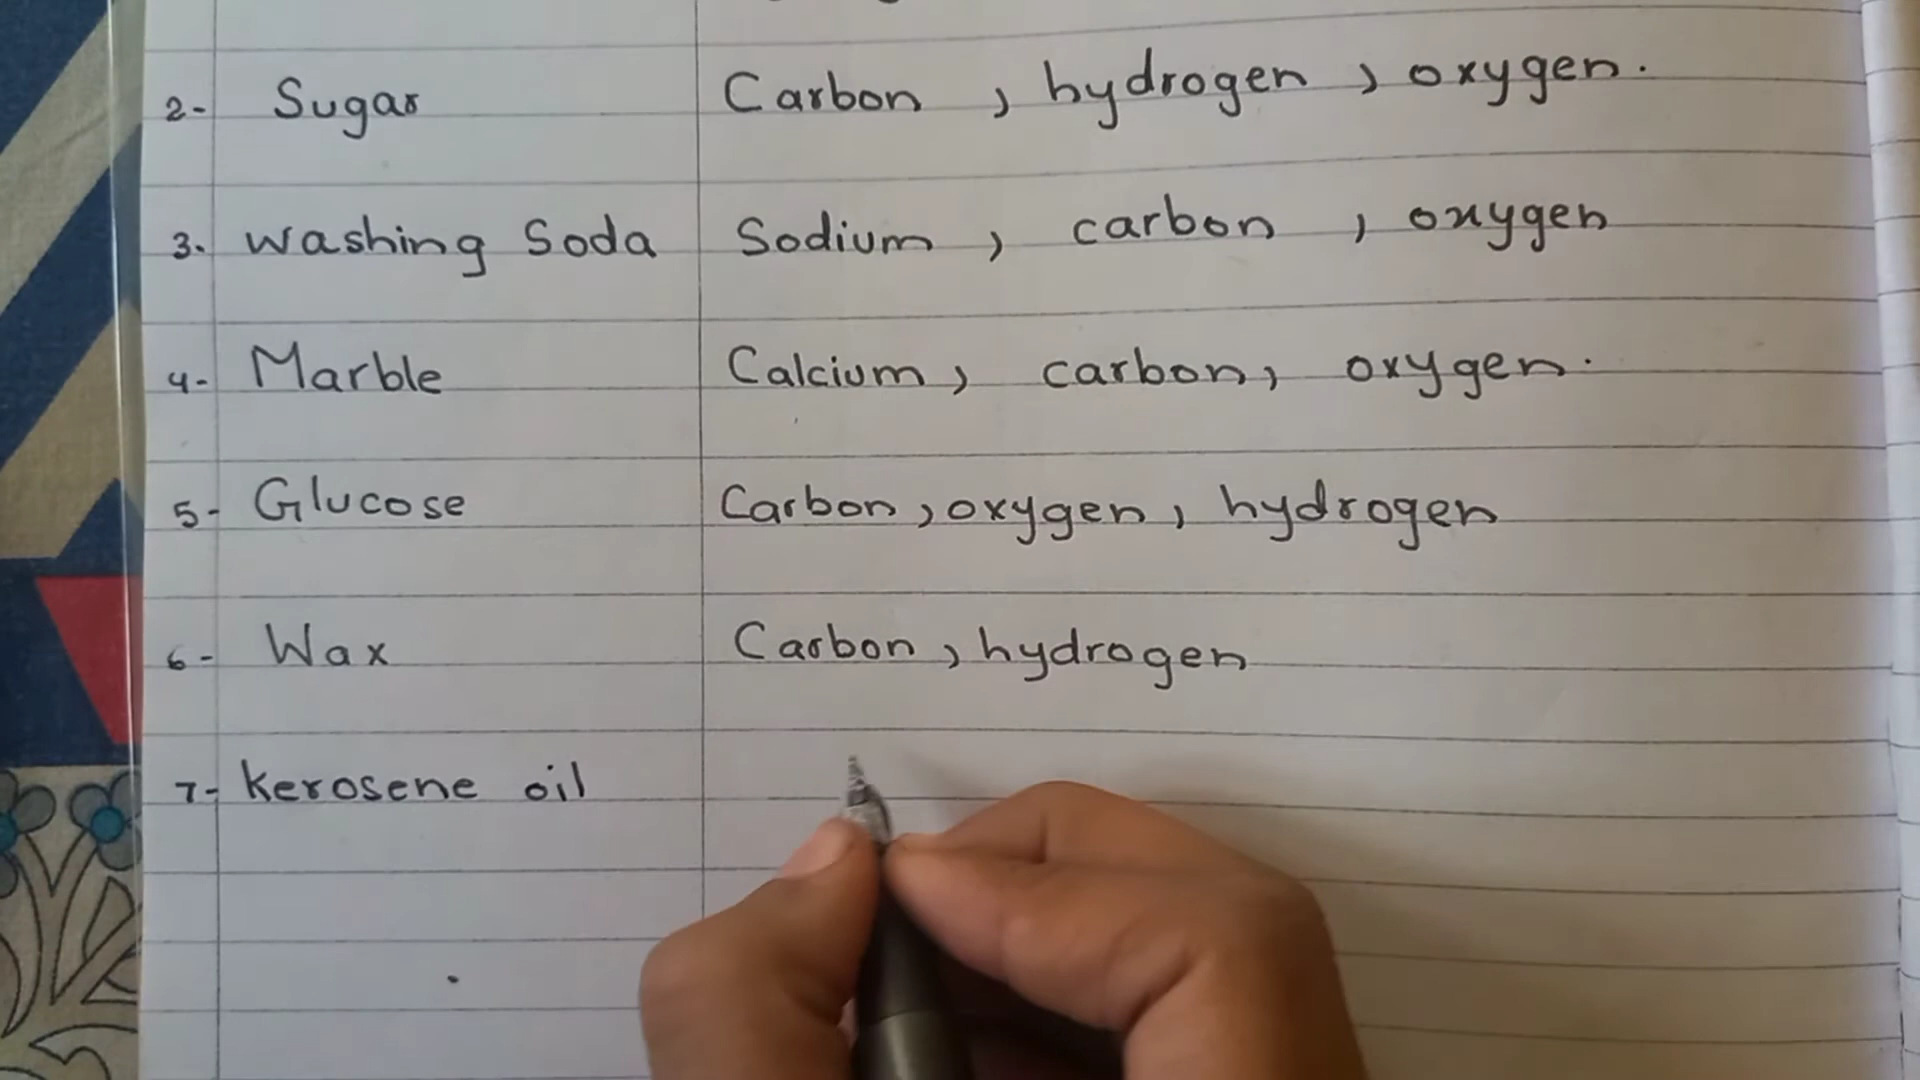 2- Sugar Carbon , hydrogen , oxygen.
3. Washing Soda Sodium , carbon , oxygen
4- Marble Calcium, carbon, oxygen.
5- Glucose Carbon, oxygen, hydrogen
6- Wax Carbon, hydrogen
7- Kerosene oil